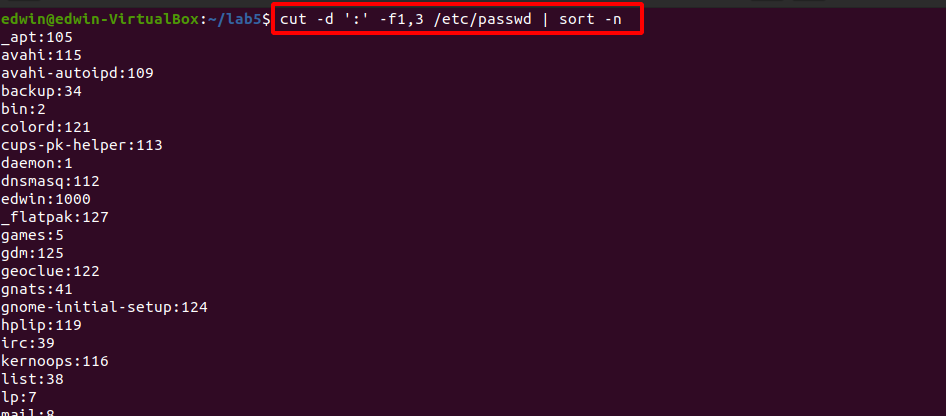 edwin@edwin-VirtualBox:~/lab5$ cut -d ':' -f1,3 /etc/passwd | sort -n
_apt:105
avahi:115
avahi-autoipd:109
backup:34
bin:2
colord:121
cups-pk-helper:113
daemon:1
dnsmasq:112
edwin:1000
_flatpak:127
games:5
gdm:125
geoclue:122
gnats:41
gnome-initial-setup:124
hplip:119
irc:39
kernoops:116
list:38
lp:7
mail:8